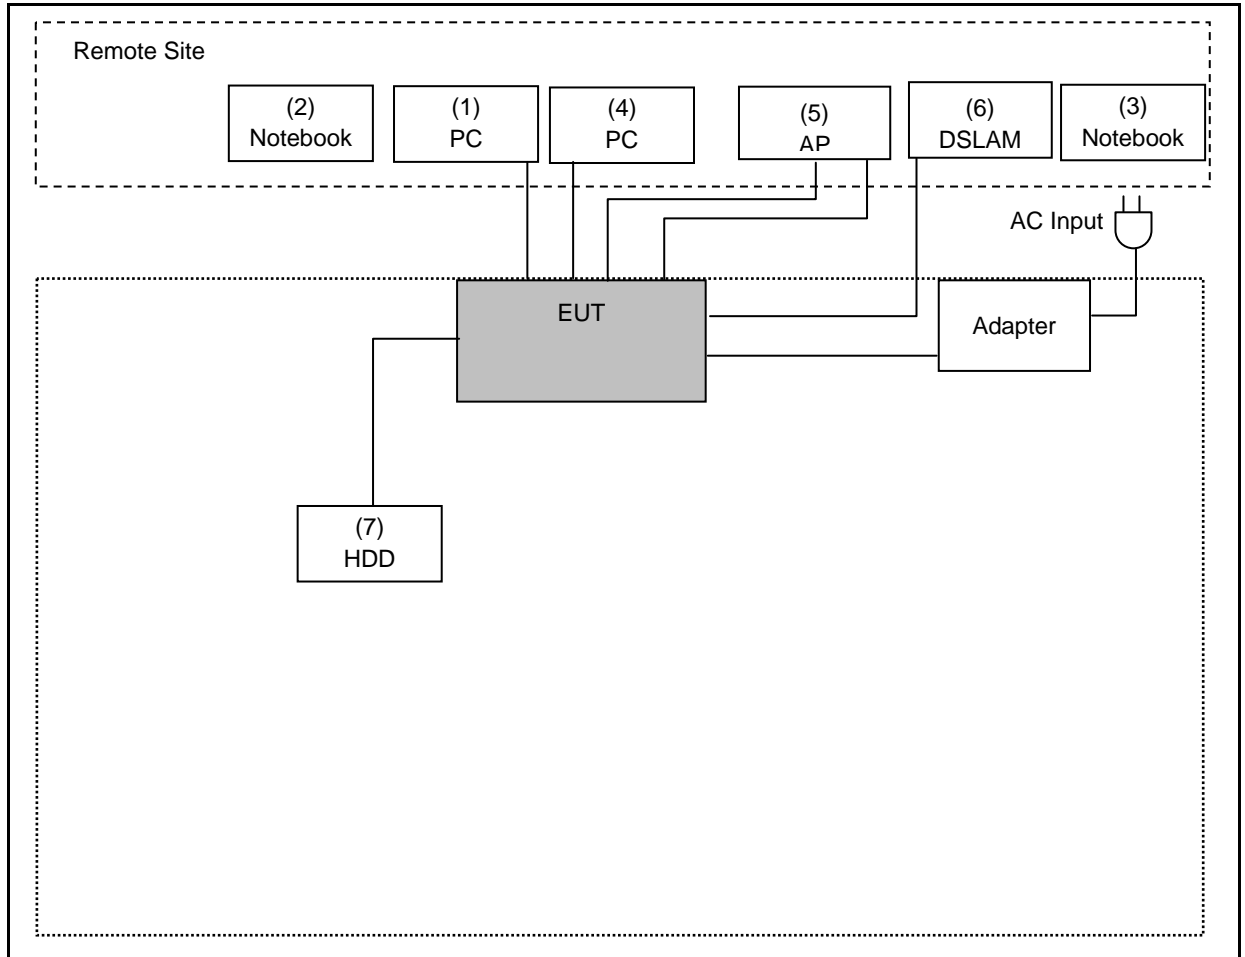 Remote Site
(2)
Notebook
(1)
PC
(4)
PC
(5)
AP
(6)
DSLAM
(3)
Notebook
AC Input
EUT
Adapter
(7)
HDD